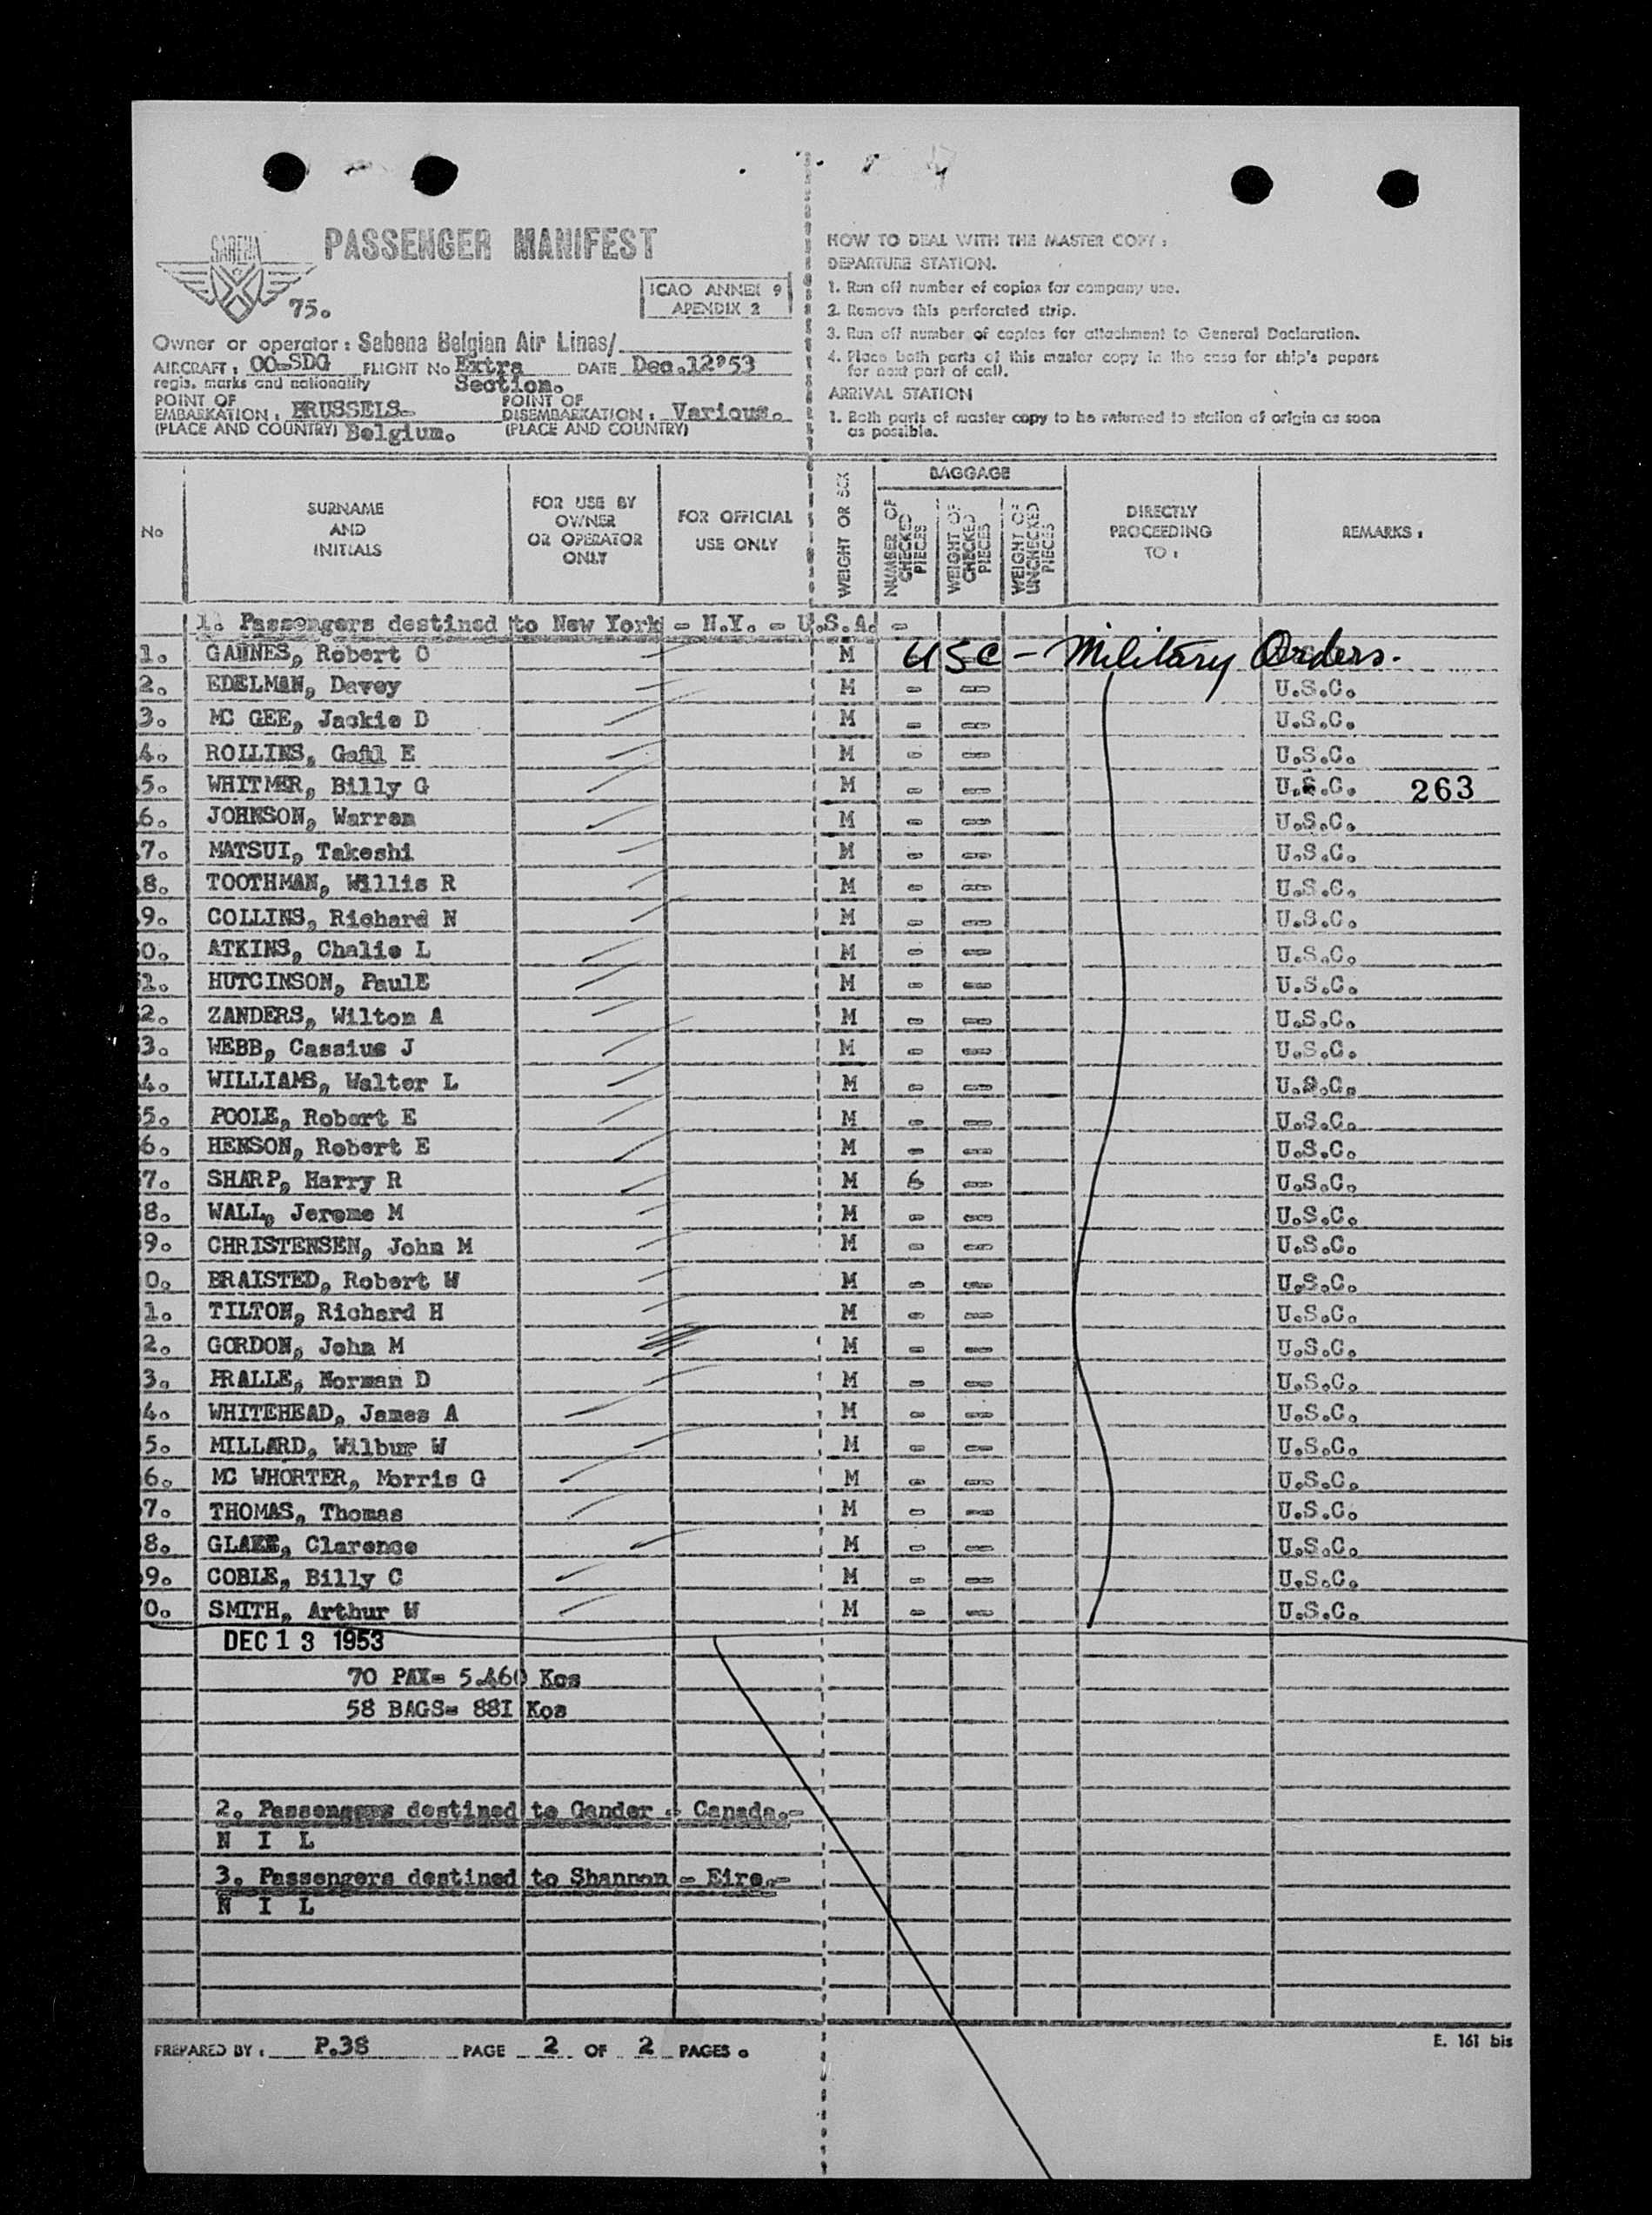 SABENA
PASSENGER MANIFEST
75.
ICAO ANNEX 9
APENDIX 2
Owner or operator : Sabena Belgian Air Lines/
AIRCRAFT : OO-SDG FLIGHT No Extra DATE Dec.12'53
regis. marks and nationality Section.
POINT OF POINT OF
EMBARKATION : BRUSSELS- DISEMBARKATION : Various.
(PLACE AND COUNTRY) Belgium. (PLACE AND COUNTRY)
HOW TO DEAL WITH THE MASTER COPY :
DEPARTURE STATION.
1. Run off number of copies for company use.
2. Remove this perforated strip.
3. Run off number of copies for attachment to General Declaration.
4. Place both parts of this master copy in the case for ship's papers
for next part of call.
ARRIVAL STATION
1. Both parts of master copy to be returned to station of origin as soon
as possible.
No
SURNAME
AND
INITIALS
FOR USE BY
OWNER
OR OPERATOR
ONLY
FOR OFFICIAL
USE ONLY
WEIGHT OR SEX
BAGGAGE
NUMBER OF
CHECKED
PIECES
WEIGHT OF
CHECKED
PIECES
WEIGHT OF
UNCHECKED
PIECES
DIRECTLY
PROCEEDING
TO :
REMARKS :
1. Passengers destined to New York - N.Y. - U.S.A. -
1. GAINES, Robert O M USC - Military Orders.
2. EDELMAN, Davey M - - U.S.C.
3. MC GEE, Jackie D M - - U.S.C.
4. ROLLINS, Gail E M - - U.S.C.
5. WHITMER, Billy G M - - U.S.C. 263
6. JOHNSON, Warren M - - U.S.C.
7. MATSUI, Takeshi M - - U.S.C.
8. TOOTHMAN, Willis R M - - U.S.C.
9. COLLINS, Richard N M - - U.S.C.
0. ATKINS, Chalie L M - - U.S.C.
1. HUTCINSON, PaulE M - - U.S.C.
2. ZANDERS, Wilton A M - - U.S.C.
3. WEBB, Cassius J M - - U.S.C.
4. WILLIAMS, Walter L M - - U.S.C.
5. POOLE, Robert E M - - U.S.C.
6. HENSON, Robert E M - - U.S.C.
7. SHARP, Harry R M 6 - U.S.C.
8. WALL, Jerome M M - - U.S.C.
9. CHRISTENSEN, John M M - - U.S.C.
0. BRAISTED, Robert W M - - U.S.C.
1. TILTON, Richard H M - - U.S.C.
2. GORDON, John M M - - U.S.C.
3. PRALLE, Norman D M - - U.S.C.
4. WHITEHEAD, James A M - - U.S.C.
5. MILLARD, Wilbur W M - - U.S.C.
6. MC WHORTER, Morris G M - - U.S.C.
7. THOMAS, Thomas M - - U.S.C.
8. Clarence M - - U.S.C.
9. COBLE, Billy C M - - U.S.C.
0. SMITH, Arthur W M - - U.S.C.
DEC 13 1953
70 PAX= 5.460 Kos
58 BAGS= 881 Kos
2. Passengers destined to Gander - Canada.-
N I L
3. Passengers destined to Shannon - Eire.-
N I L
PREPARED BY : P.38 PAGE 2 OF 2 PAGES .
E. 161 bis